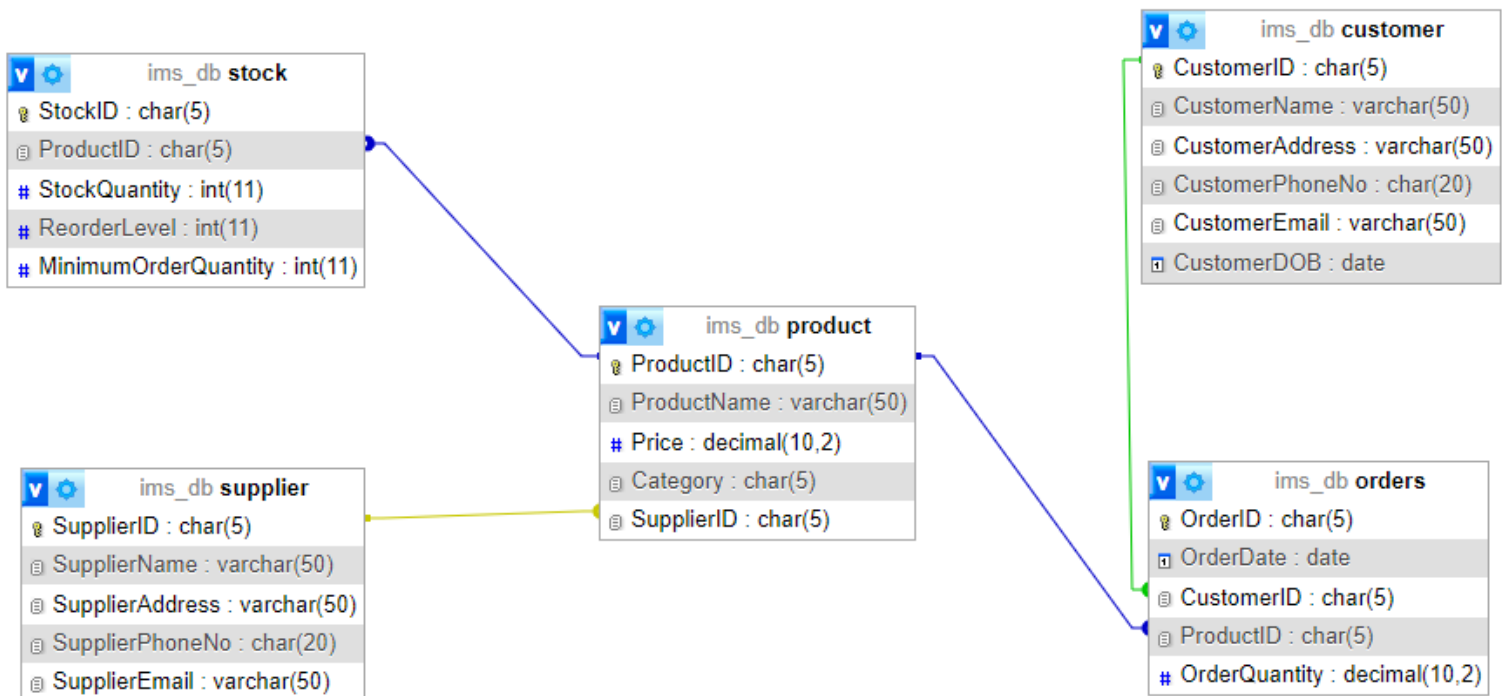 v ims_db stock
StockID : char(5)
ProductID : char(5)
# StockQuantity : int(11)
# ReorderLevel : int(11)
# MinimumOrderQuantity : int(11)
v ims_db supplier
SupplierID : char(5)
SupplierName : varchar(50)
SupplierAddress : varchar(50)
SupplierPhoneNo : char(20)
SupplierEmail : varchar(50)
v ims_db product
ProductID : char(5)
ProductName : varchar(50)
# Price : decimal(10,2)
Category : char(5)
SupplierID : char(5)
v ims_db customer
CustomerID : char(5)
CustomerName : varchar(50)
CustomerAddress : varchar(50)
CustomerPhoneNo : char(20)
CustomerEmail : varchar(50)
CustomerDOB : date
v ims_db orders
OrderID : char(5)
OrderDate : date
CustomerID : char(5)
ProductID : char(5)
# OrderQuantity : decimal(10,2)